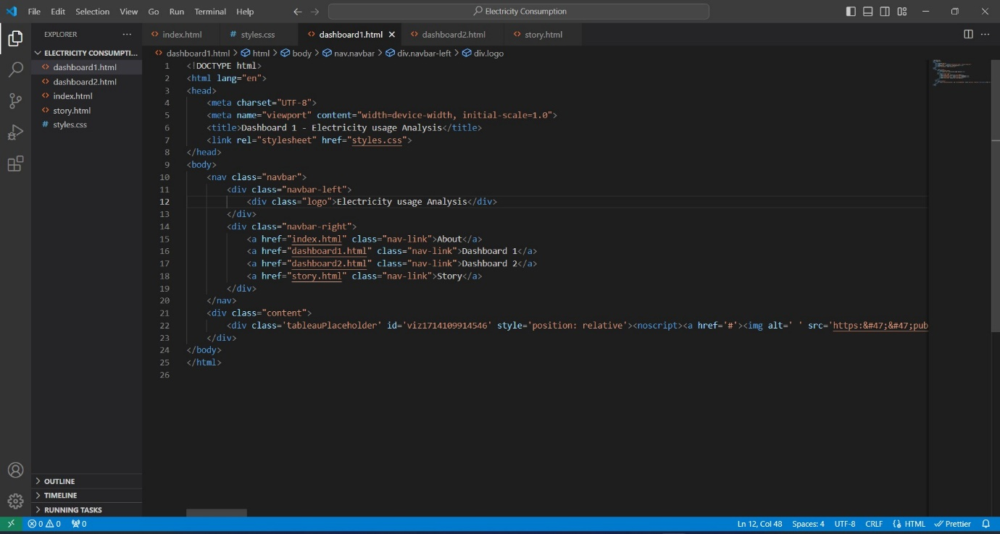 File Edit Selection View Go Run Terminal Help
Electricity Consumption
EXPLORER
index.html
styles.css
dashboard1.html
dashboard2.html
story.html
ELECTRICITY CONSUMPTI...
dashboard1.html
dashboard2.html
index.html
story.html
styles.css
dashboard1.html > html > body > nav.navbar > div.navbar-left > div.logo
1 <!DOCTYPE html>
2 <html lang="en">
3 <head>
4 <meta charset="UTF-8">
5 <meta name="viewport" content="width=device-width, initial-scale=1.0">
6 <title>Dashboard 1 - Electricity usage Analysis</title>
7 <link rel="stylesheet" href="styles.css">
8 </head>
9 <body>
10 <nav class="navbar">
11 <div class="navbar-left">
12 <div class="logo">Electricity usage Analysis</div>
13 </div>
14 <div class="navbar-right">
15 <a href="index.html" class="nav-link">About</a>
16 <a href="dashboard1.html" class="nav-link">Dashboard 1</a>
17 <a href="dashboard2.html" class="nav-link">Dashboard 2</a>
18 <a href="story.html" class="nav-link">Story</a>
19 </div>
20 </nav>
21 <div class="content">
22 <div class='tableauPlaceholder' id='viz1714109914546' style='position: relative'><noscript><a href='#'><img alt=' ' src='https:&#47;&#47;pub
23 </div>
24 </body>
25 </html>
26
OUTLINE
TIMELINE
RUNNING TASKS
0 0 0
Ln 12, Col 48 Spaces: 4 UTF-8 CRLF HTML Prettier